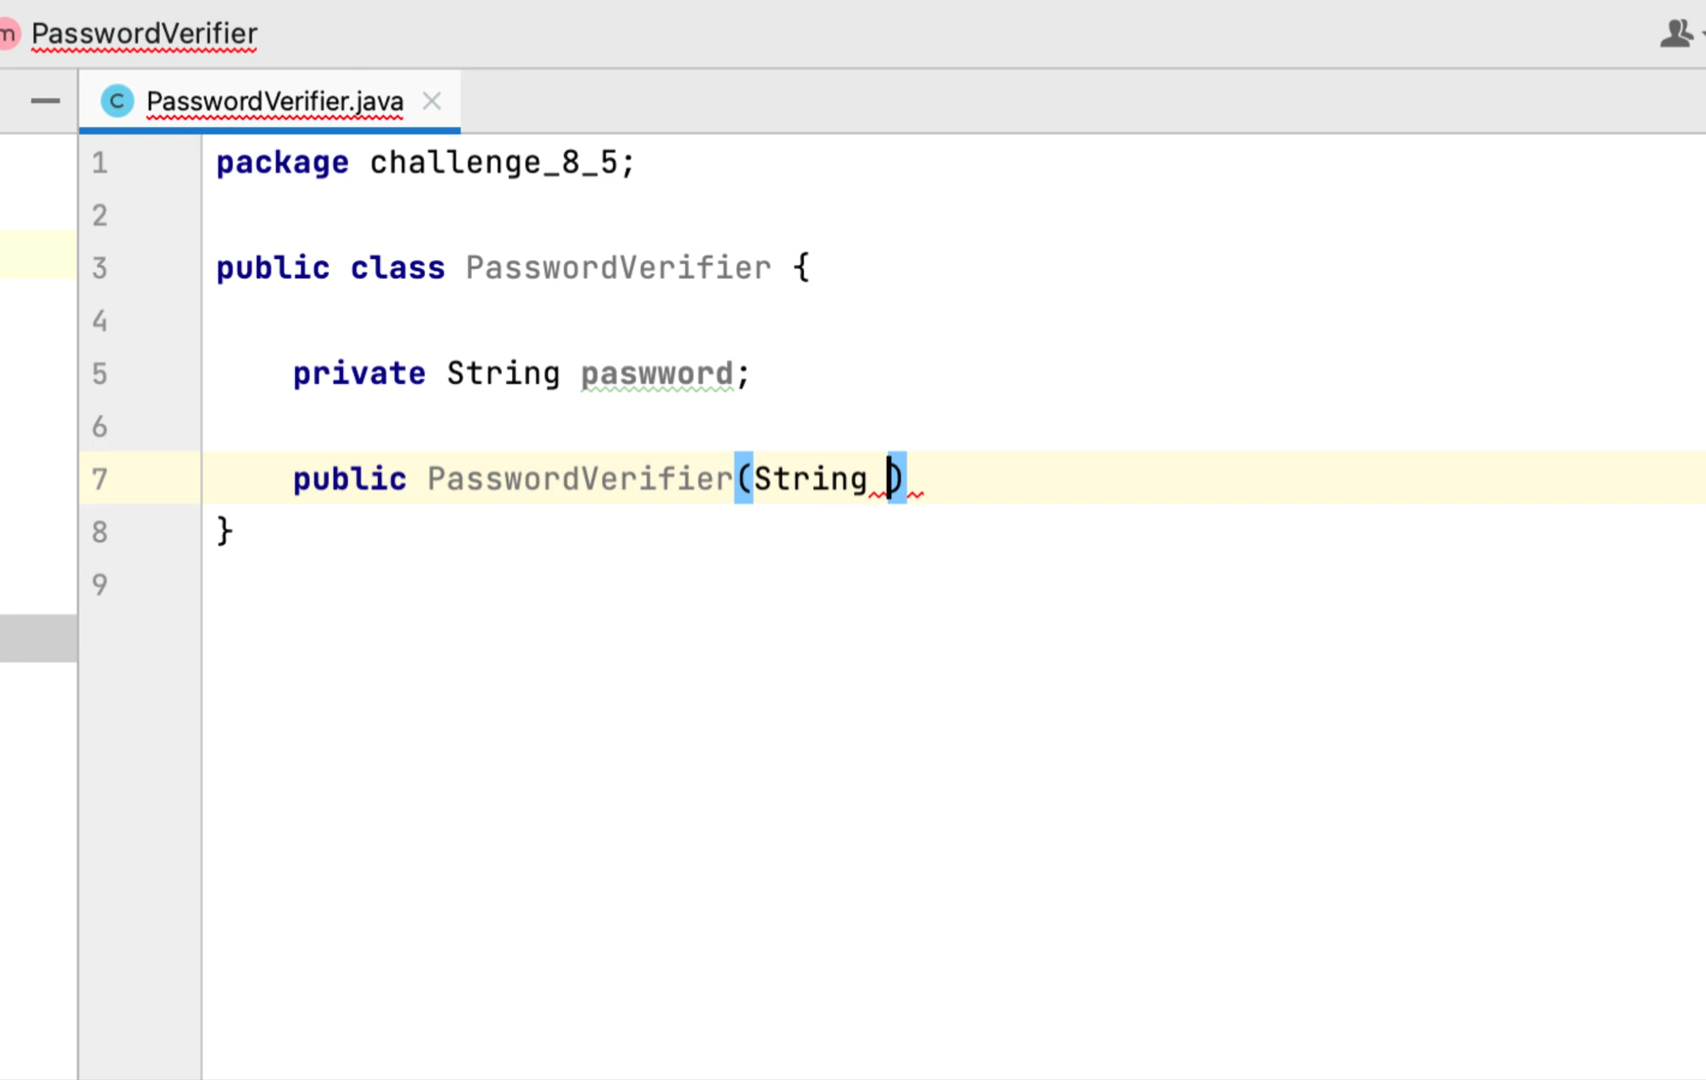 m PasswordVerifier
C PasswordVerifier.java
1 package challenge_8_5;
2
3 public class PasswordVerifier {
4
5 private String paswword;
6
7 public PasswordVerifier(String )
8 }
9